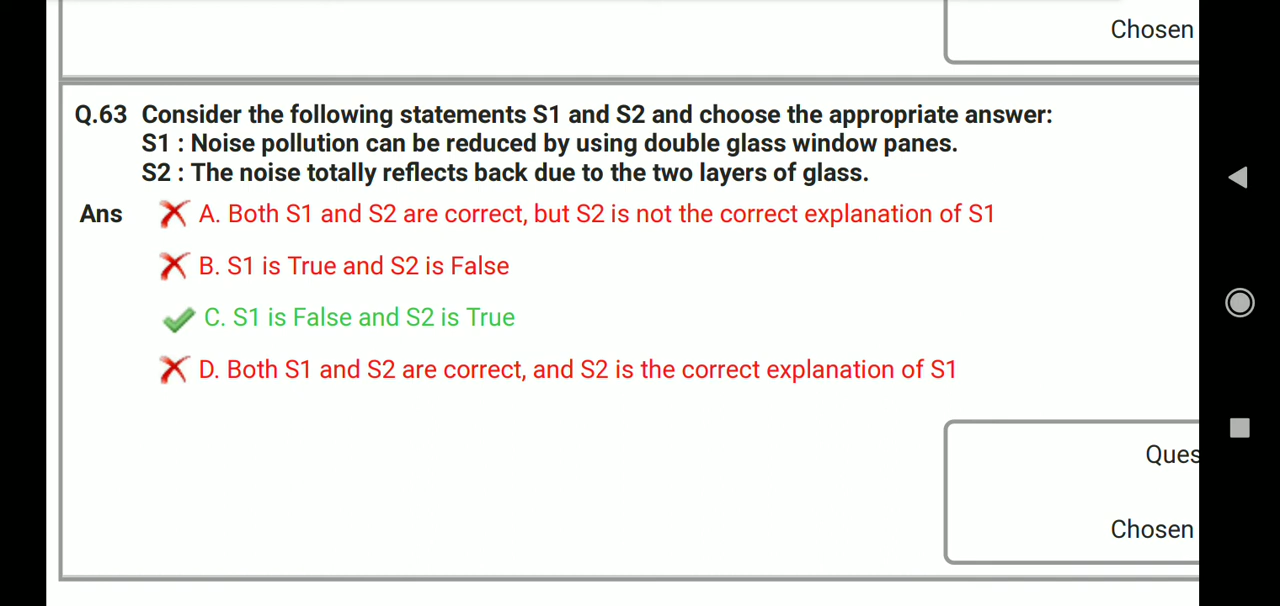 Chosen
Q.63 Consider the following statements S1 and S2 and choose the appropriate answer:
S1 : Noise pollution can be reduced by using double glass window panes.
S2 : The noise totally reflects back due to the two layers of glass.
Ans A. Both S1 and S2 are correct, but S2 is not the correct explanation of S1
B. S1 is True and S2 is False
C. S1 is False and S2 is True
D. Both S1 and S2 are correct, and S2 is the correct explanation of S1
Ques
Chosen